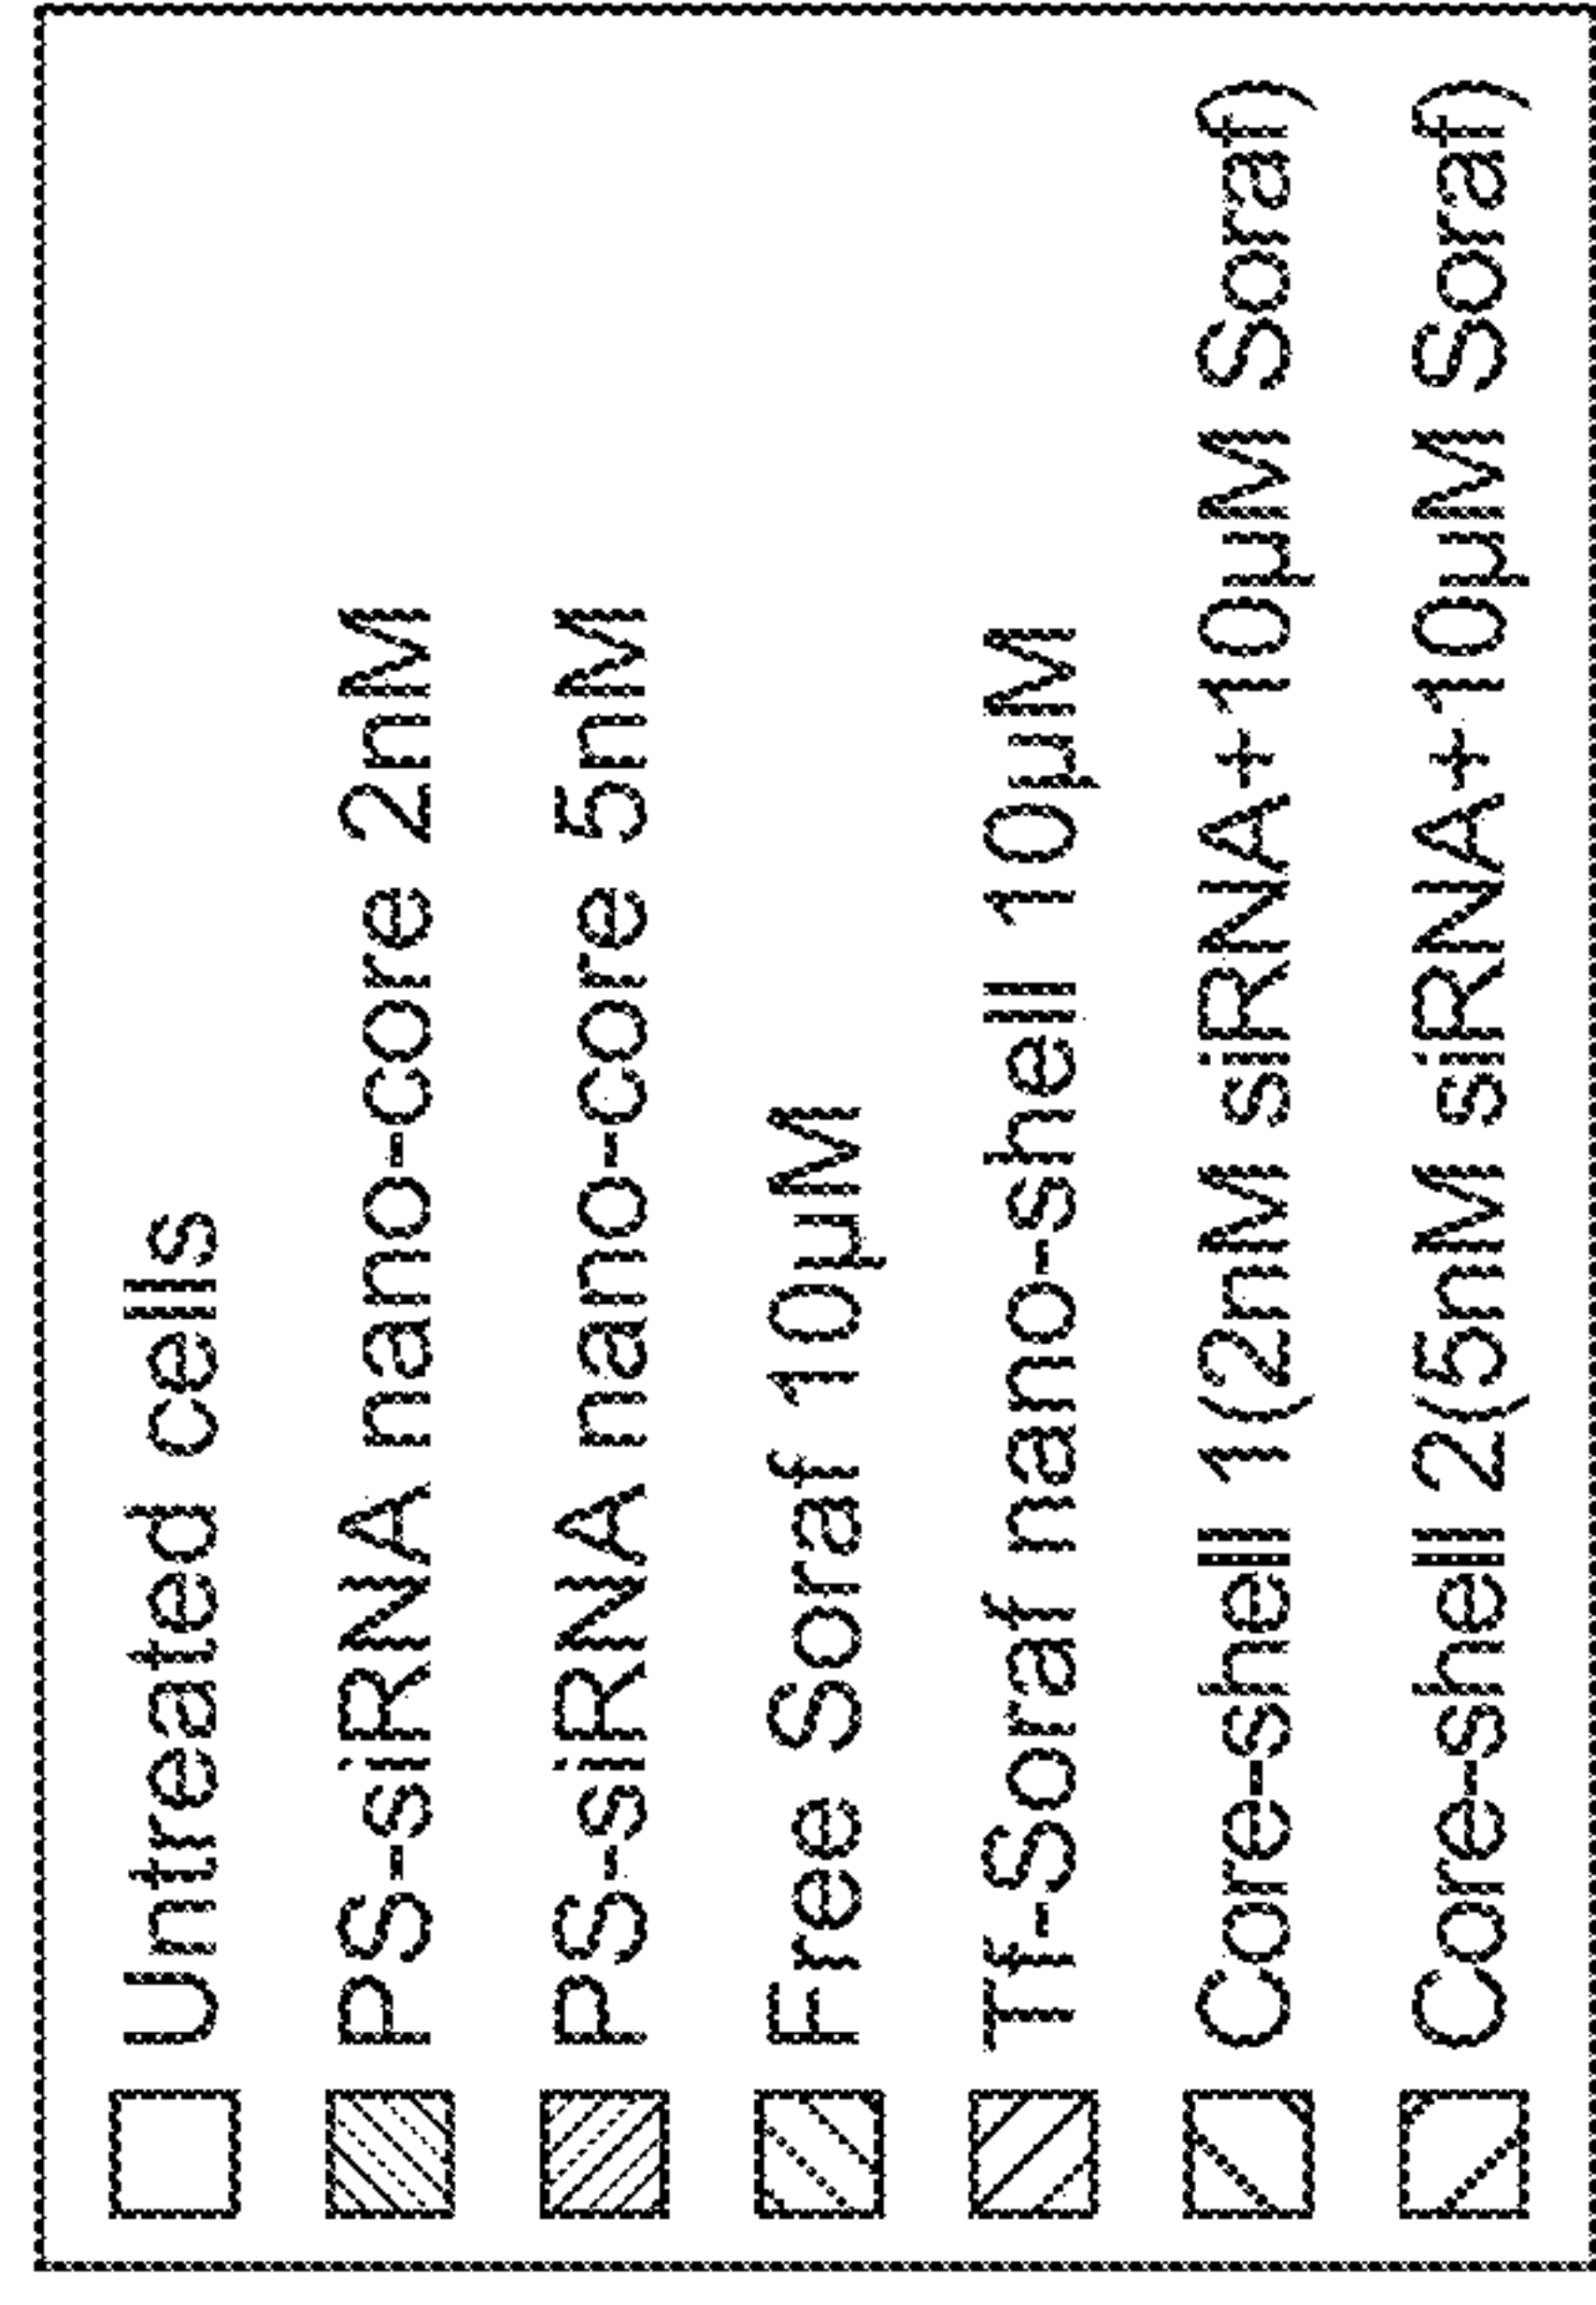 Untreated cells
PS-siRNA nano-core 2nM
PS-siRNA nano-core 5nM
Free Soraf 10µM
Tf-Soraf nano-shell 10µM
Core-shell 1(2nM siRNA+10µM Soraf)
Core-shell 2(5nM siRNA+10µM Soraf)